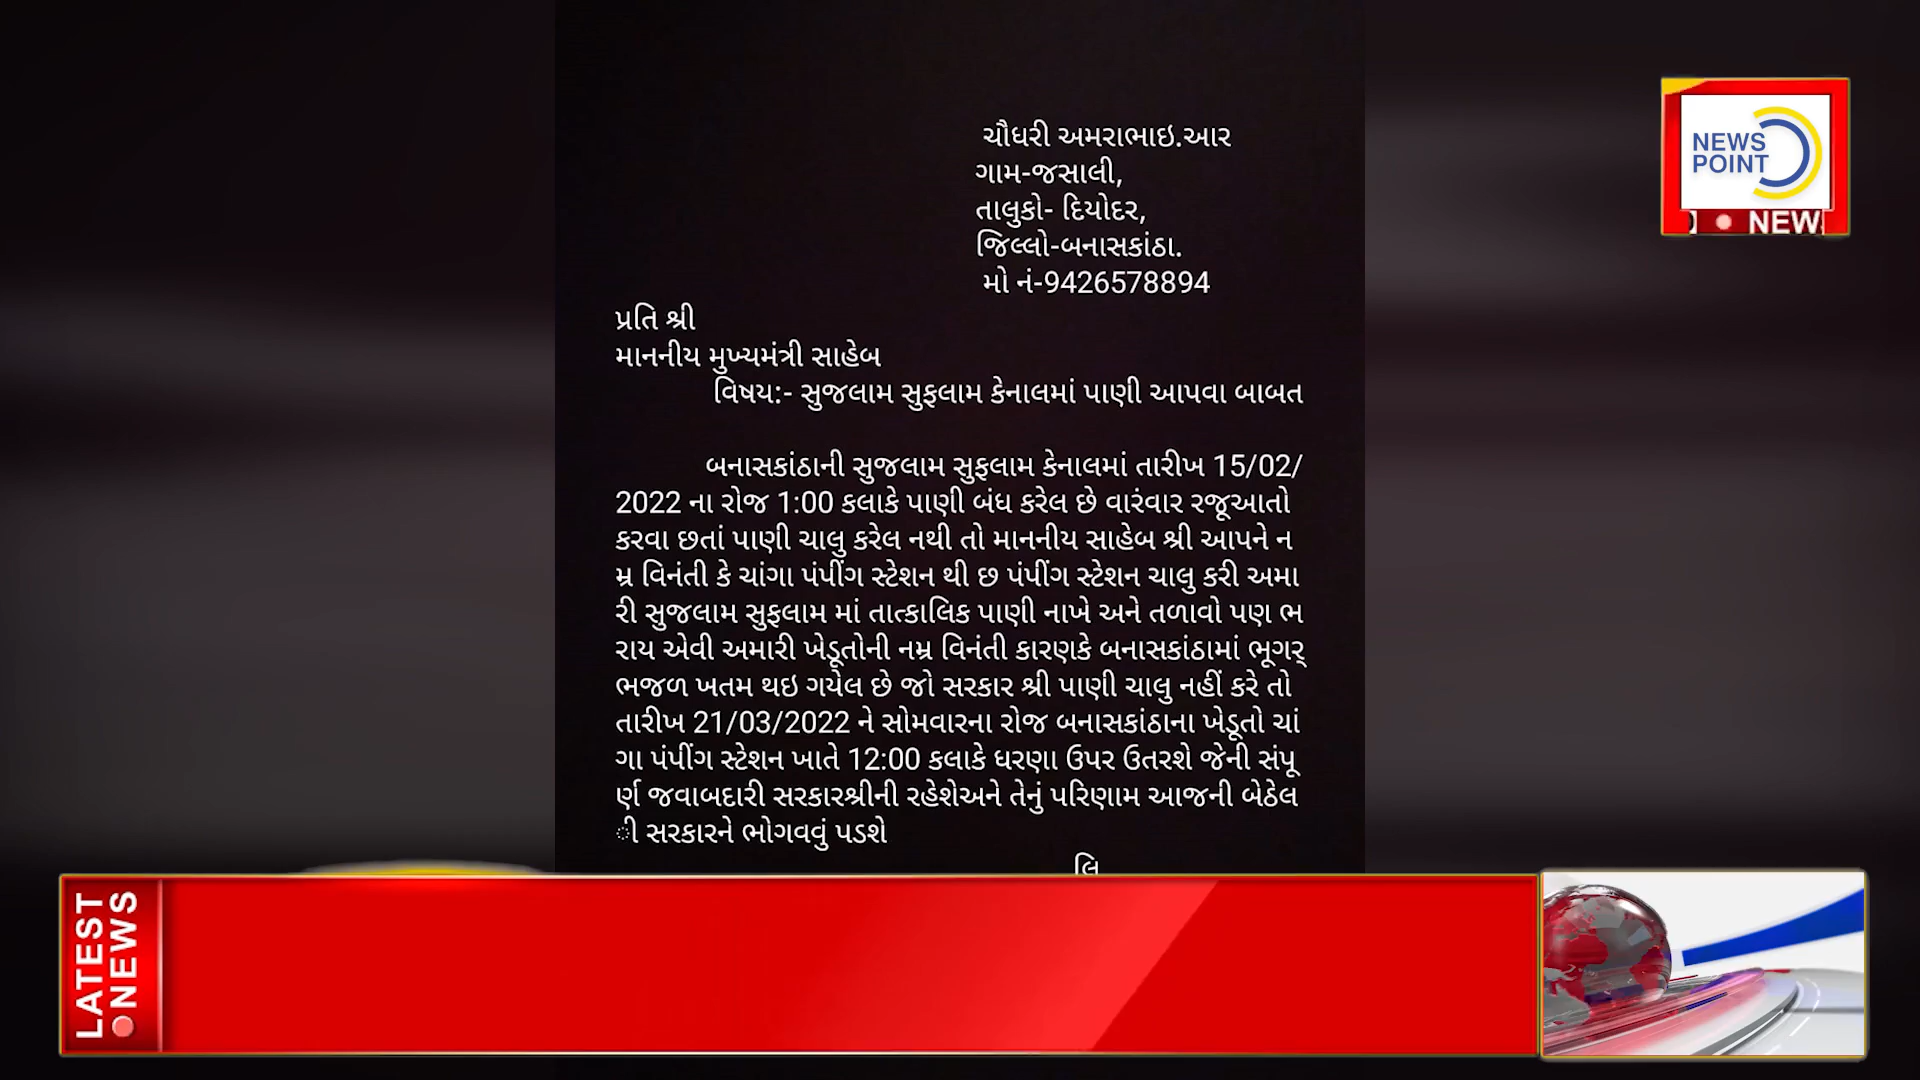 ચૌધરી અમરાભાઇ.આર
ગામ-જસાલી,
તાલુકો- દિયોદર,
જિલ્લો-બનાસકાંઠા.
મો નં-9426578894
પ્રતિ શ્રી
માનનીય મુખ્યમંત્રી સાહેબ
વિષય:- સુજલામ સુફલામ કેનાલમાં પાણી આપવા બાબત
બનાસકાંઠાની સુજલામ સુફલામ કેનાલમાં તારીખ 15/02/
2022 ના રોજ 1:00 કલાકે પાણી બંધ કરેલ છે વારંવાર રજૂઆતો
કરવા છતાં પાણી ચાલુ કરેલ નથી તો માનનીય સાહેબ શ્રી આપને ન
મ્ર વિનંતી કે ચાંગા પંપીંગ સ્ટેશન થી છ પંપીંગ સ્ટેશન ચાલુ કરી અમા
રી સુજલામ સુફલામ માં તાત્કાલિક પાણી નાખે અને તળાવો પણ ભ
રાય એવી અમારી ખેડૂતોની નમ્ર વિનંતી કારણકે બનાસકાંઠામાં ભૂગર્
ભજળ ખતમ થઇ ગયેલ છે જો સરકાર શ્રી પાણી ચાલુ નહીં કરે તો
તારીખ 21/03/2022 ને સોમવારના રોજ બનાસકાંઠાના ખેડૂતો ચાં
ગા પંપીંગ સ્ટેશન ખાતે 12:00 કલાકે ધરણા ઉપર ઉતરશે જેની સંપૂ
ર્ણ જવાબદારી સરકારશ્રીની રહેશેઅને તેનું પરિણામ આજની બેઠેલ
ી સરકારને ભોગવવું પડશે
લિ
NEWS
POINT
NEW
LATEST
NEWS